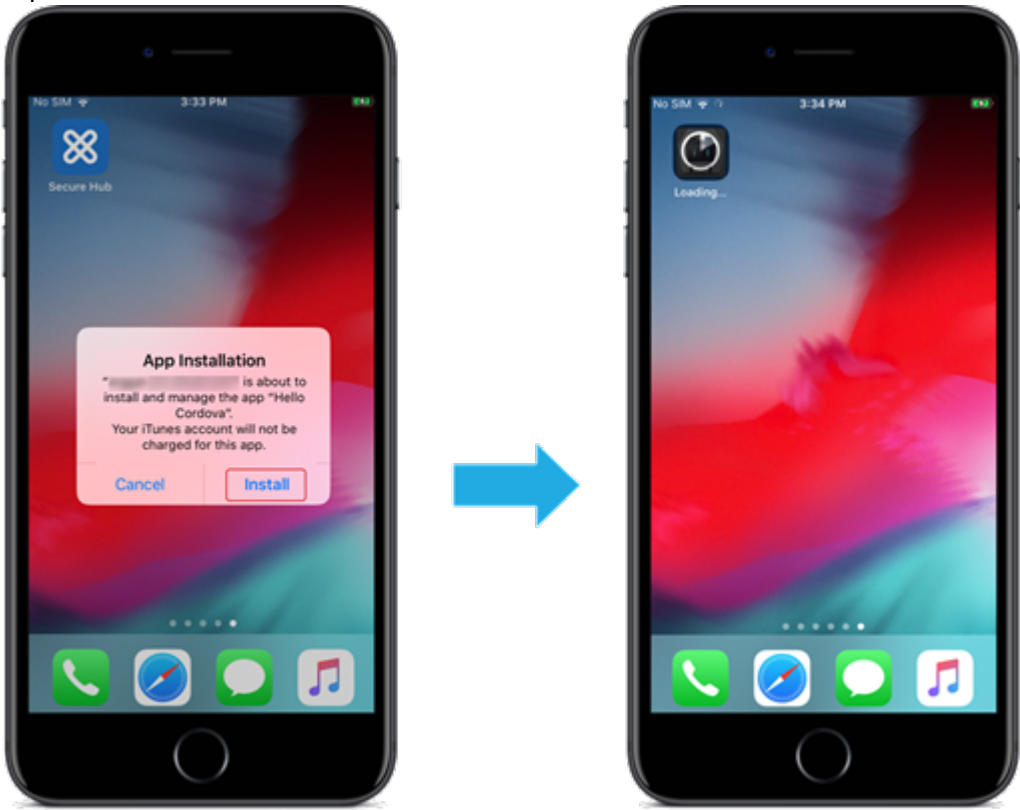 No SIM 3:33 PM
Secure Hub
App Installation
" " is about to
install and manage the app "Hello
Cordova".
Your iTunes account will not be
charged for this app.
Cancel Install
No SIM 3:34 PM
Loading...